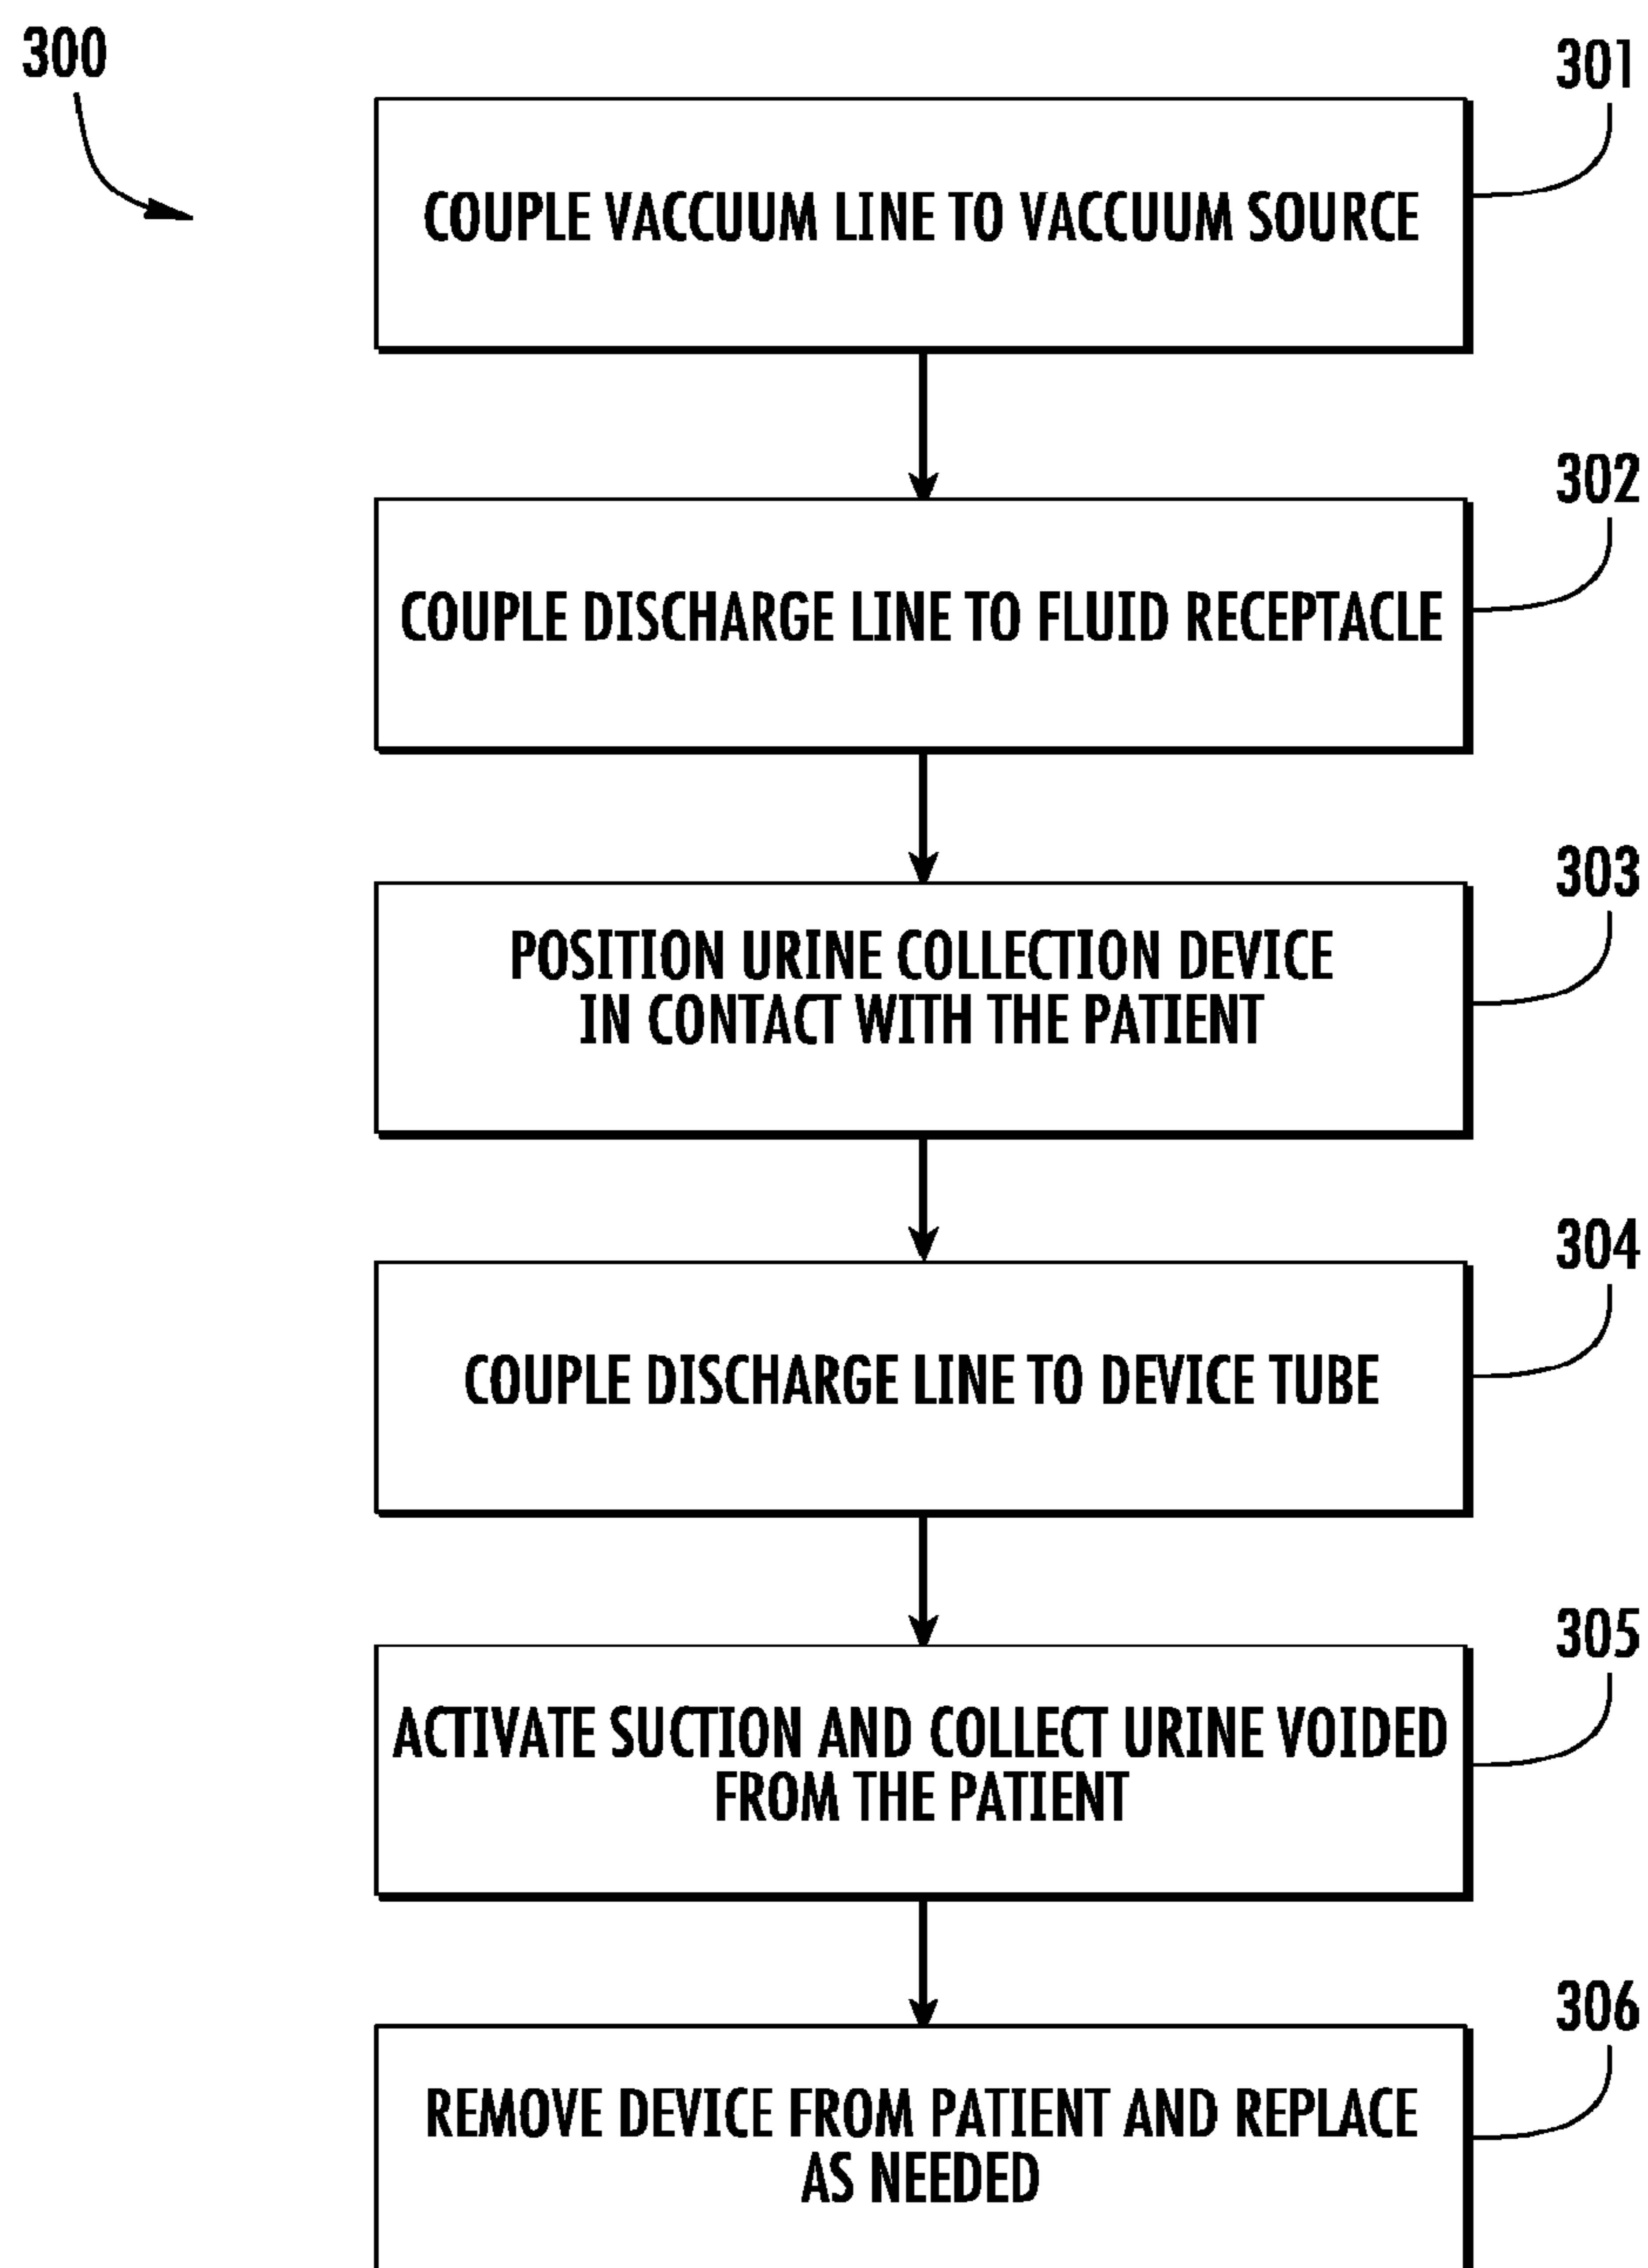 300
301
COUPLE VACCUUM LINE TO VACCUUM SOURCE
302
COUPLE DISCHARGE LINE TO FLUID RECEPTACLE
303
POSITION URINE COLLECTION DEVICE
IN CONTACT WITH THE PATIENT
304
COUPLE DISCHARGE LINE TO DEVICE TUBE
305
ACTIVATE SUCTION AND COLLECT URINE VOIDED
FROM THE PATIENT
306
REMOVE DEVICE FROM PATIENT AND REPLACE
AS NEEDED